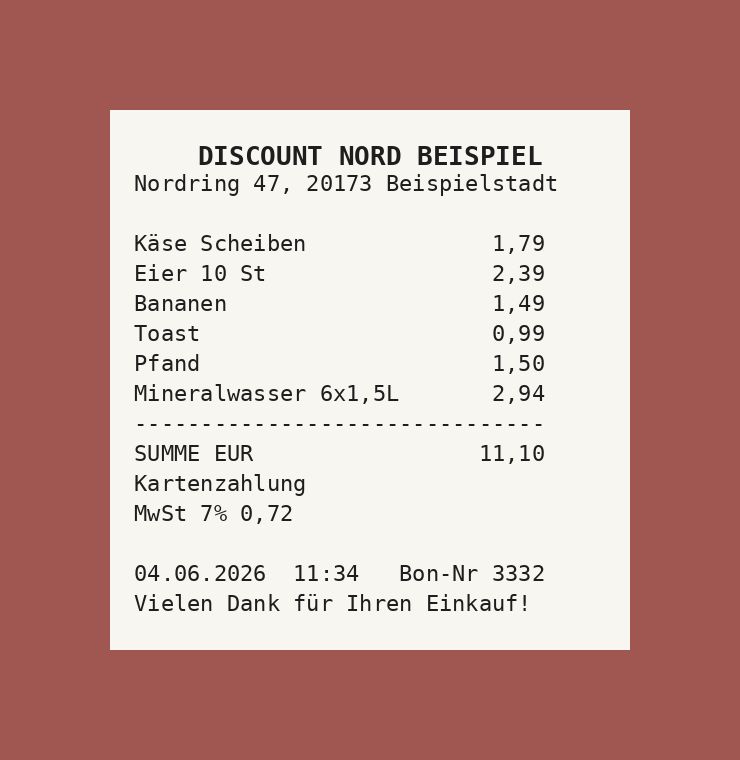 DISCOUNT NORD BEISPIEL
Nordring 47, 20173 Beispielstadt
Käse Scheiben 1,79
Eier 10 St 2,39
Bananen 1,49
Toast 0,99
Pfand 1,50
Mineralwasser 6x1,5L 2,94
-------------------------------
SUMME EUR 11,10
Kartenzahlung
MwSt 7% 0,72
04.06.2026 11:34 Bon-Nr 3332
Vielen Dank für Ihren Einkauf!